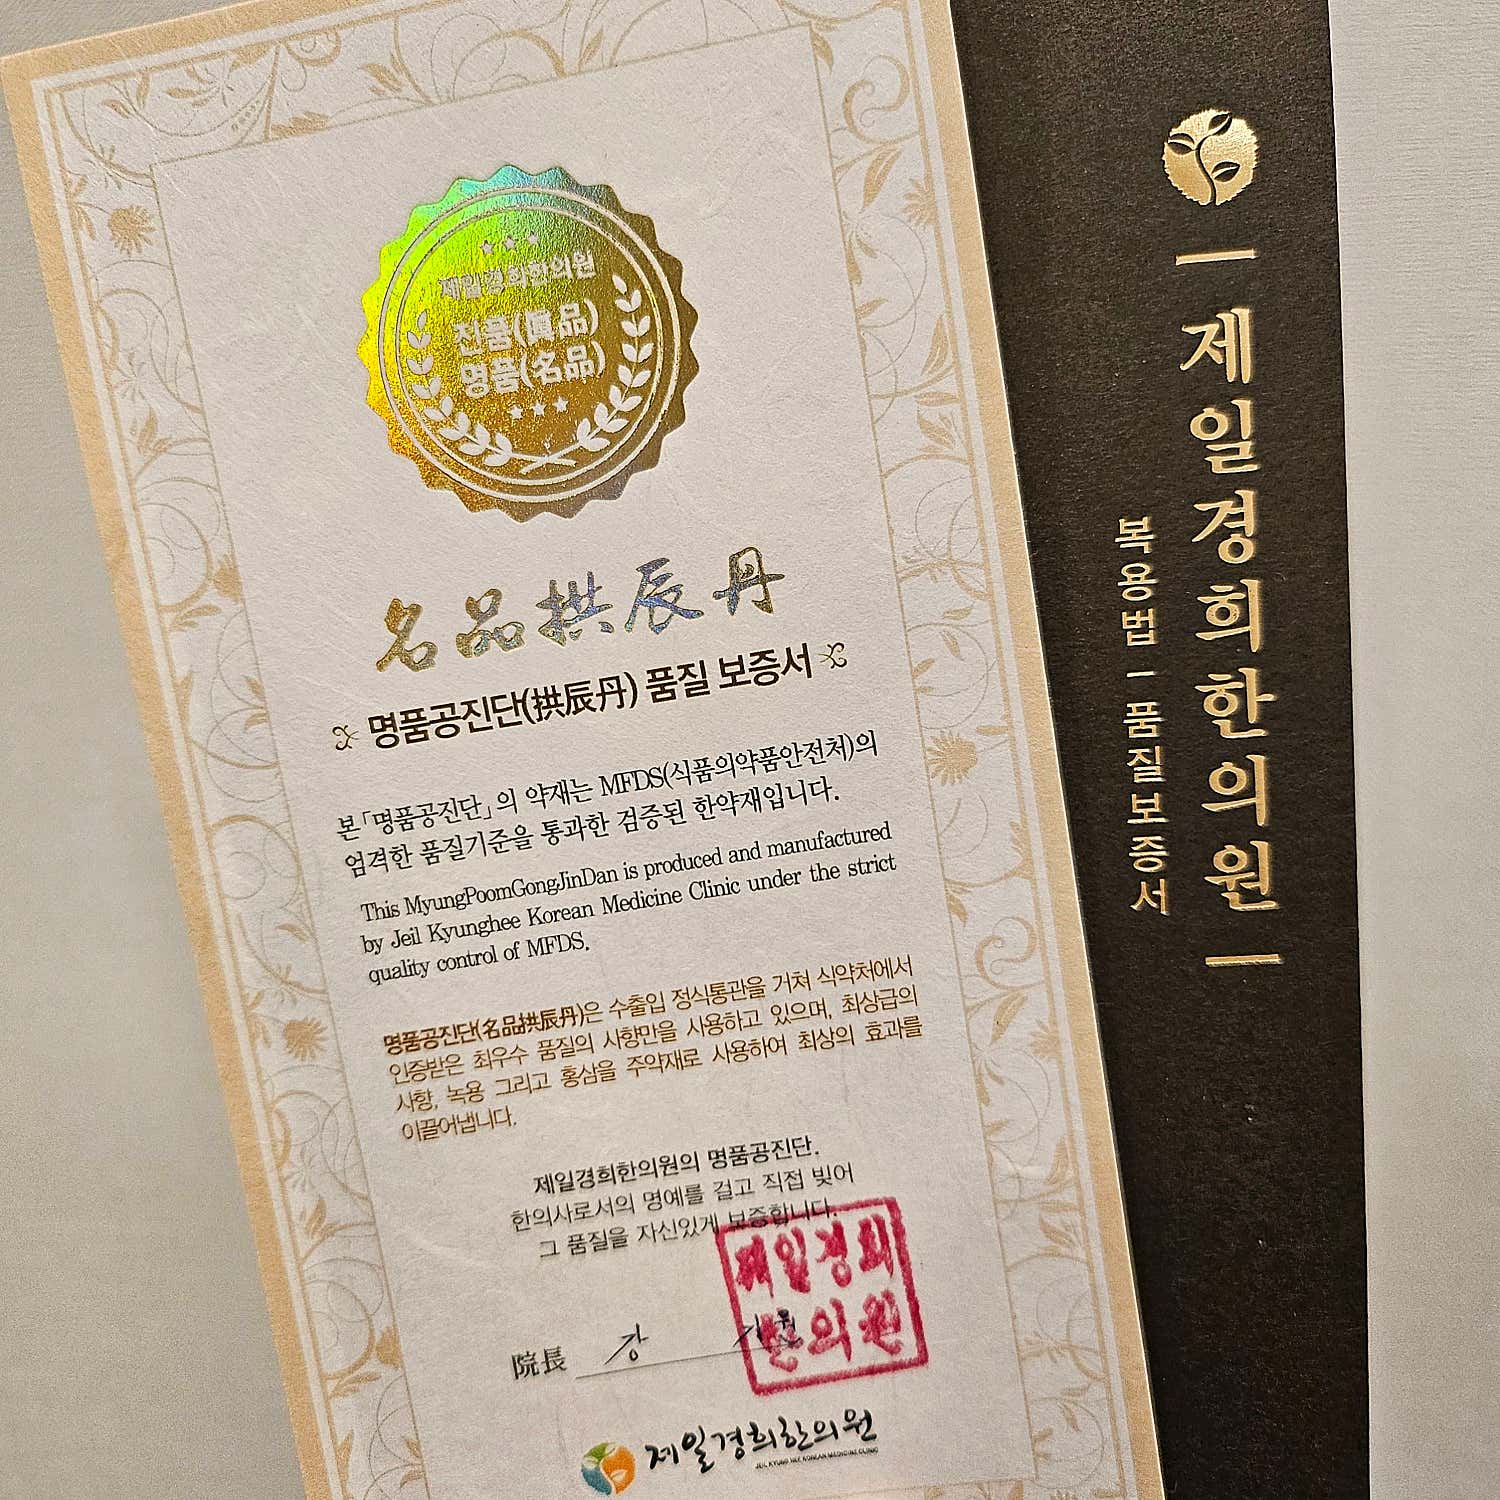 제일경희한의원
진품(眞品)
명품(名品)
名品拱辰丹
명품공진단(拱辰丹) 품질 보증서
본「명품공진단」의 약재는 MFDS(식품의약품안전처)의
엄격한 품질기준을 통과한 검증된 한약재입니다.
This MyungPoomGongJinDan is produced and manufactured
by Jeil Kyunghee Korean Medicine Clinic under the strict
quality control of MFDS.
명품공진단(名品拱辰丹)은 수출입 정식통관을 거쳐 식약처에서
인증받은 최우수 품질의 사향만을 사용하고 있으며, 최상급의
사향, 녹용 그리고 홍삼을 주약재로 사용하여 최상의 효과를
이끌어냅니다.
제일경희한의원의 명품공진단.
한의사로서의 명예를 걸고 직접 빚어
그 품질을 자신있게 보증합니다.
제일경희
한의원
院長 강
제일경희한의원
JEIL KYUNG HEE KOREAN MEDICINE CLINIC
제일경희한의원
복용법 – 품질보증서